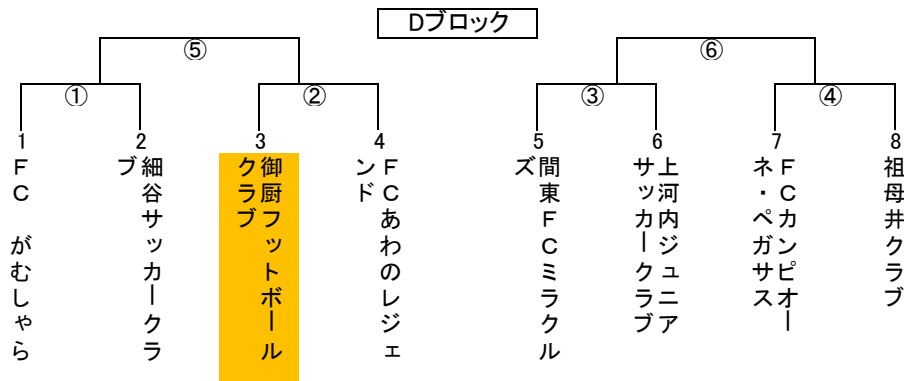 Dブロック
⑤
⑥
①
②
③
④
1
2
3
4
5
6
7
8
FC がむしゃら
細谷サッカークラ
ブ
御厨フットボール
クラブ
FCあわのレジェ
ンド
間東FCミラクル
ズ
上河内ジュニア
サッカークラブ
FCカンピオー
ネ・ペガサス
祖母井クラブ